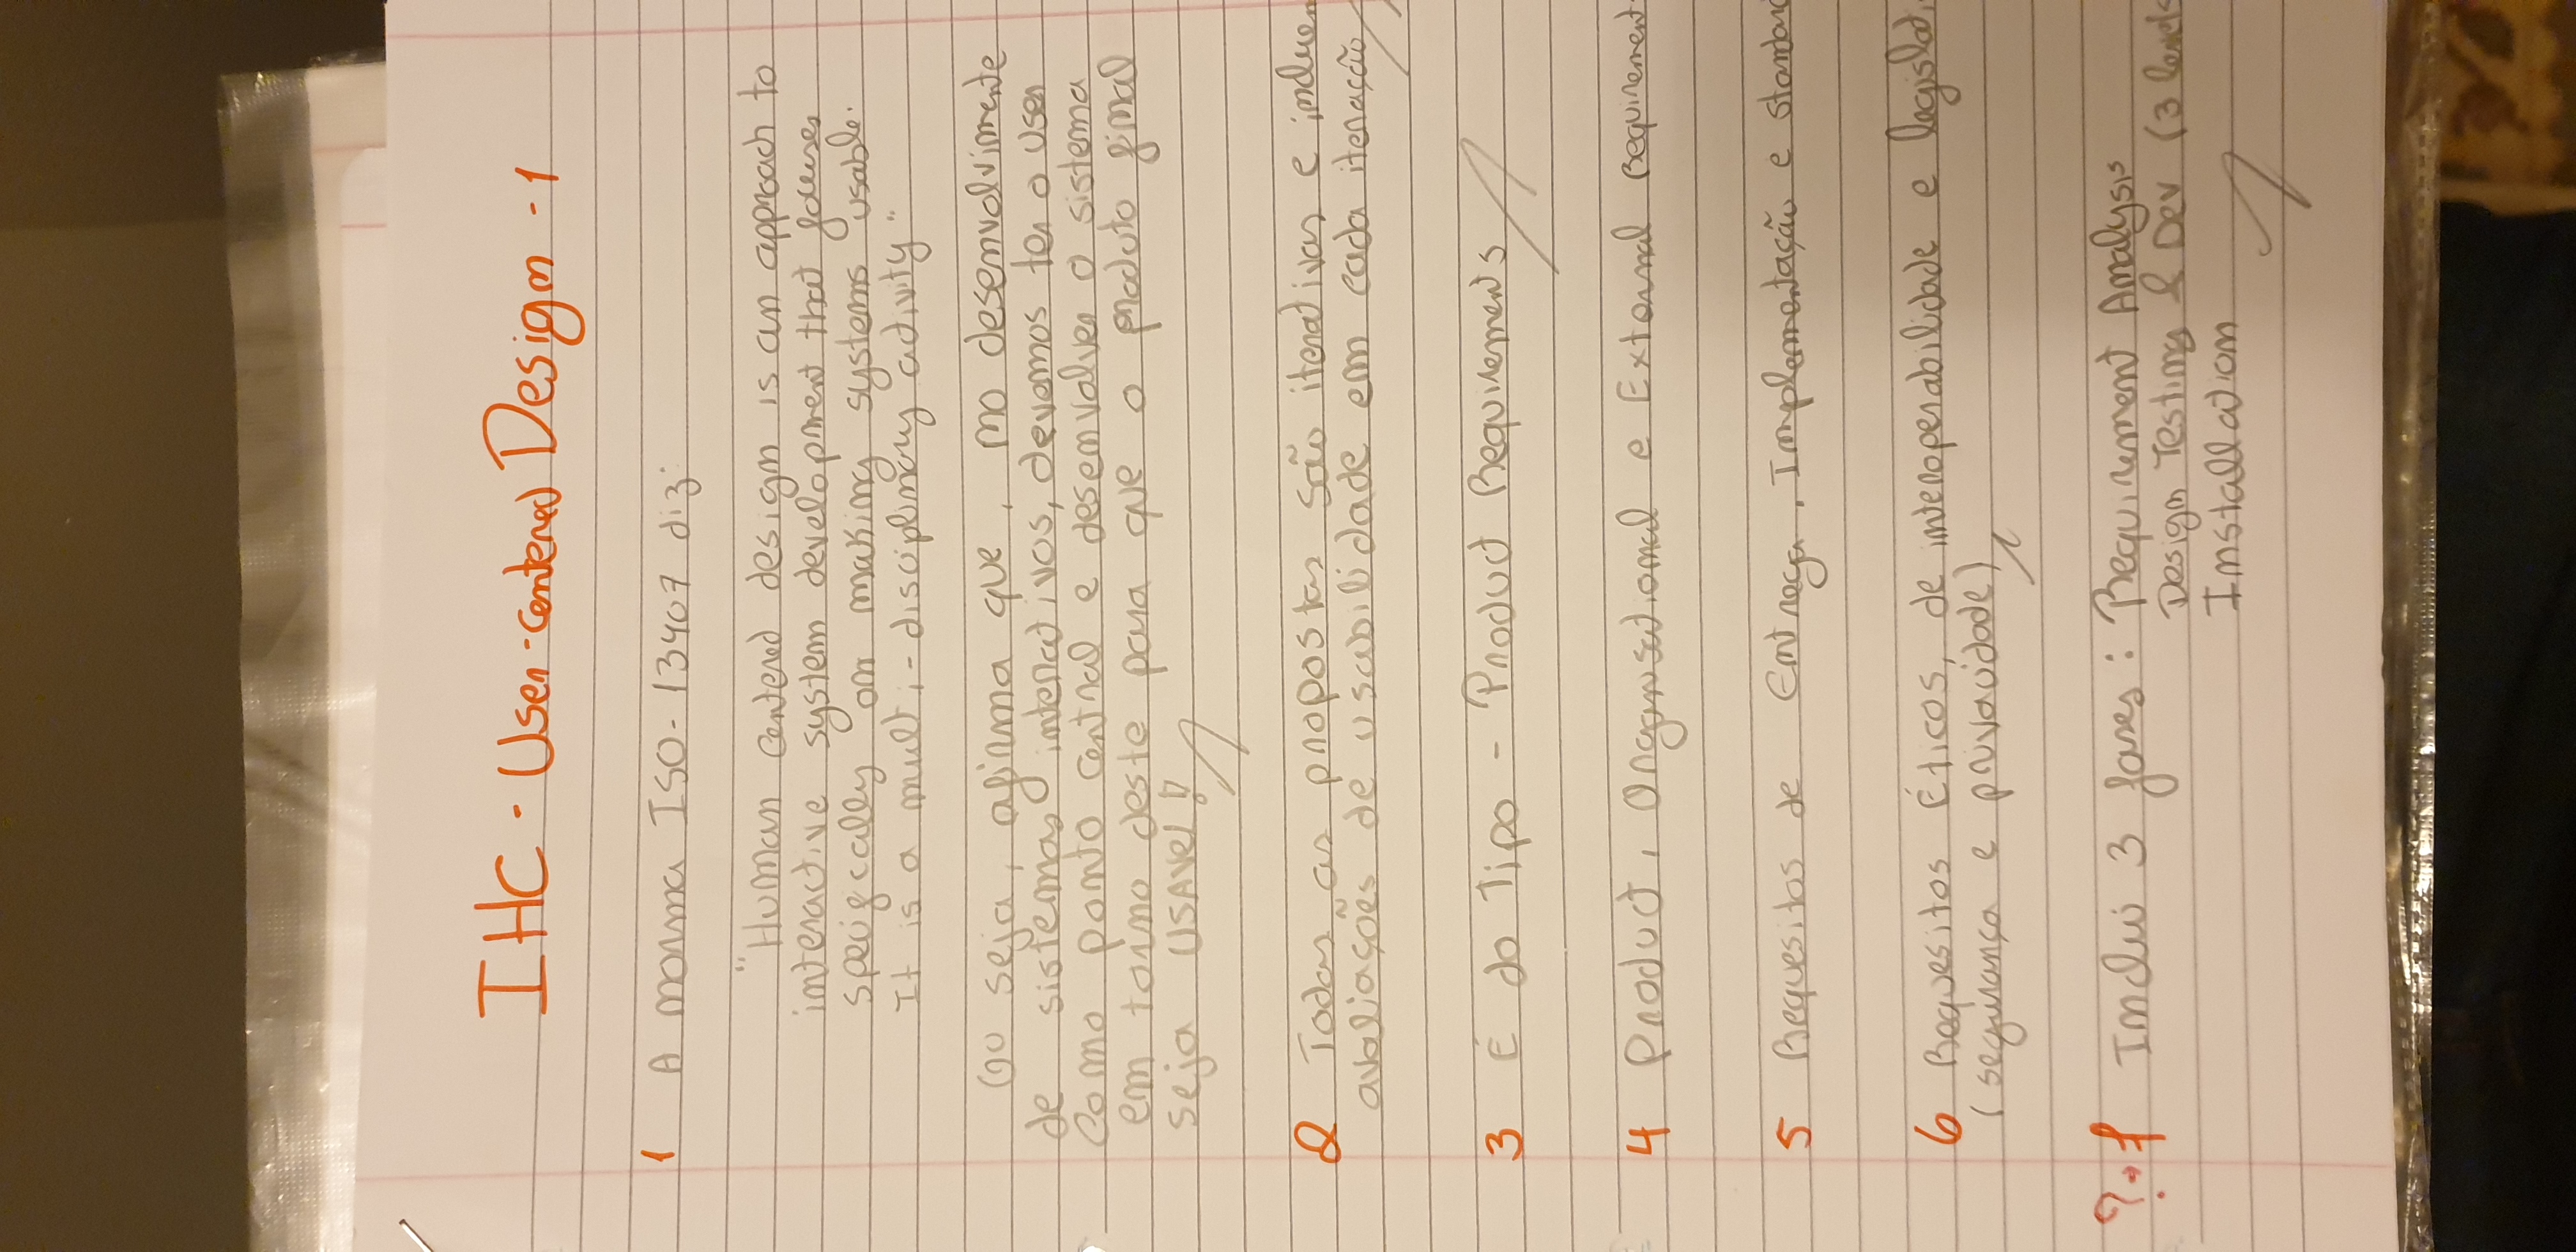 IHC - User-centered Design - 1
1 A norma ISO-13407 diz:
"Human centered design is an approach to
interactive system development that focuses
specifically on making systems usable.
It is a multi-disciplinary activity"
Ou seja, afirma que, no desenvolvimente
de sistemas interativos, devemos ter o user
como ponto central e desenvolver o sistema
em torno deste para que o produto final
seja USAVEL!!
2 Todas as propostas são iterativas e incluem
avaliações de usabilidade em cada iteração
3 É do Tipo - Product Requirements
4 Product, Organisational e External Requirement
5 Requesitos de Entrega, Implementação e standard
6 Requesitos Éticos, de interoperabilidade e legislati
(segurança e privacidade)
? → 7 Inclui 3 fases: Requirement Analysis
Design Testing & Dev (3 levels
Installation